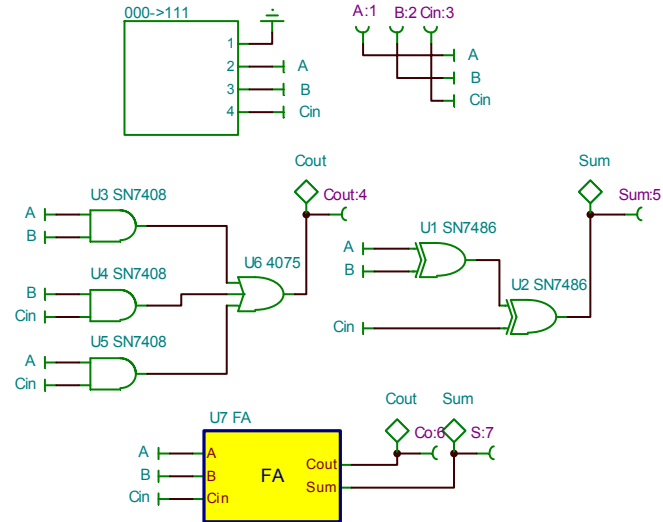 000->111
1
2 A
3 B
4 Cin
A:1 B:2 Cin:3
A
B
Cin
Cout
Cout:4
U3 SN7408
A
B
U4 SN7408
B
Cin
U5 SN7408
A
Cin
U6 4075
Sum
Sum:5
U1 SN7486
A
B
U2 SN7486
Cin
Cout Sum
Co:6 S:7
U7 FA
A A
B B
Cin Cin
FA
Cout
Sum